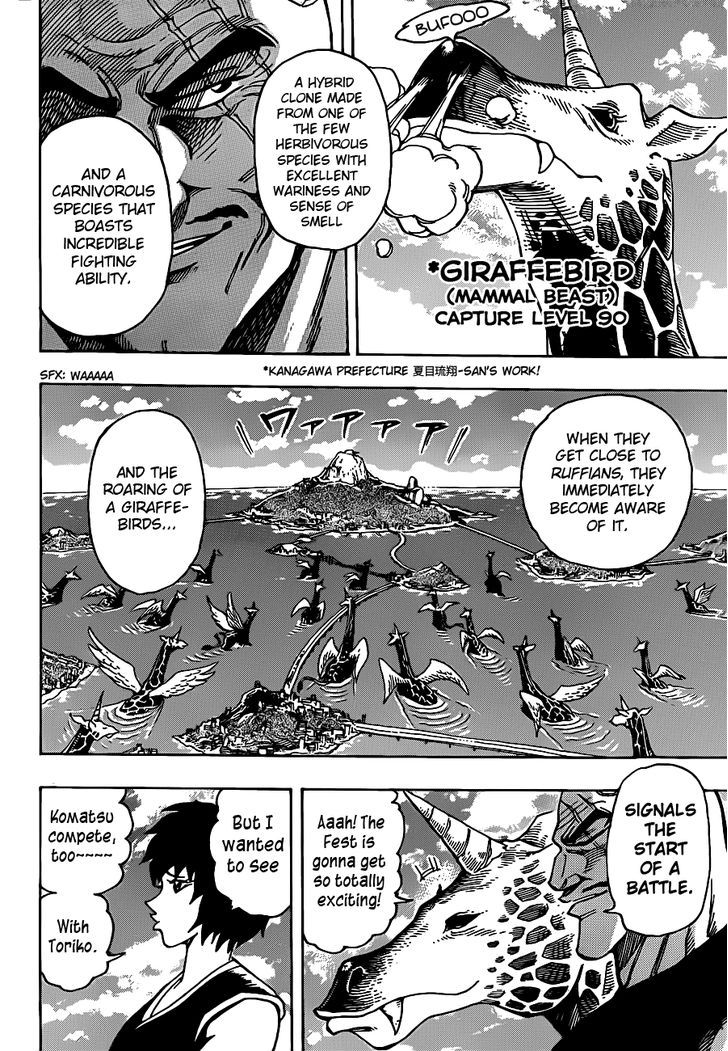 BUFOOO
A HYBRID
CLONE MADE
FROM ONE OF
THE FEW
HERBIVOROUS
SPECIES WITH
EXCELLENT
WARINESS AND
SENSE OF
SMELL
AND A
CARNIVOROUS
SPECIES THAT
BOASTS
INCREDIBLE
FIGHTING
ABILITY.
*GIRAFFEBIRD
(MAMMAL BEAST)
CAPTURE LEVEL 90
SFX: WAAAAA
*KANAGAWA PREFECTURE 夏目琉翔-SAN'S WORK!
ワァァァァ
WHEN THEY
GET CLOSE TO
RUFFIANS, THEY
IMMEDIATELY
BECOME AWARE
OF IT.
AND THE
ROARING OF
A GIRAFFE-
BIRDS...
SIGNALS
THE
START
OF A
BATTLE.
Aaah! The
Fest is
gonna get
so totally
exciting!
But I
wanted
to see
Komatsu
compete,
too~~~~
With
Toriko.